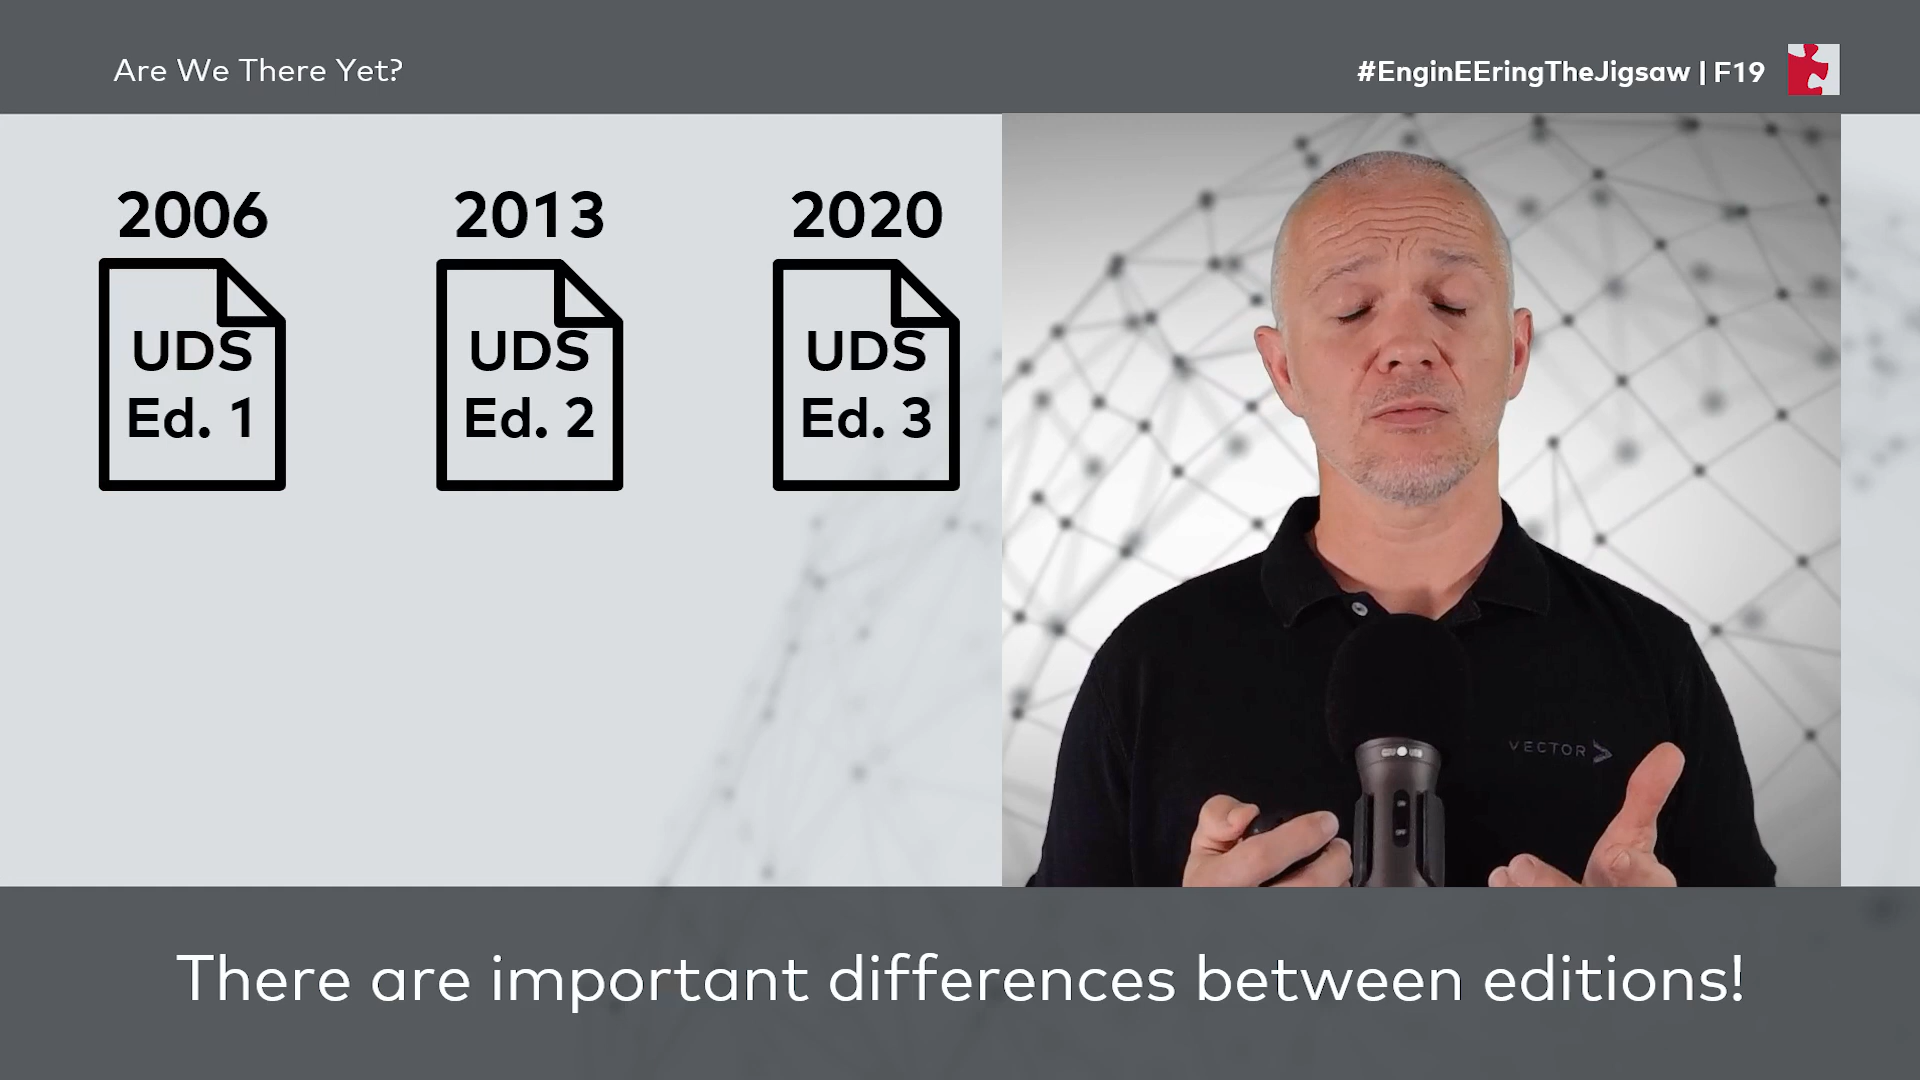 Are We There Yet?
#EnginEEringTheJigsaw | F19
2006
2013
2020
UDS
Ed. 1
UDS
Ed. 2
UDS
Ed. 3
VECTOR
There are important differences between editions!